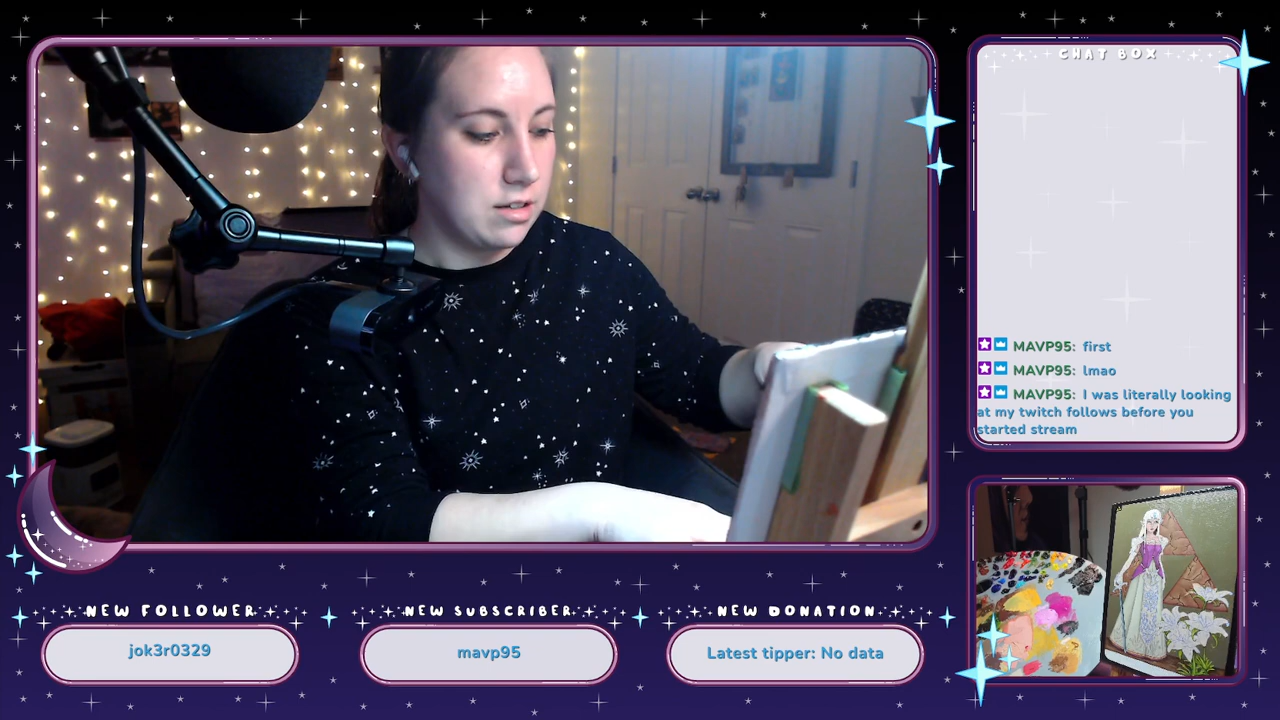 CHAT BOX
MAVP95: first
MAVP95: lmao
MAVP95: I was literally looking
at my twitch follows before you
started stream
NEW FOLLOWER
NEW SUBSCRIBER
NEW DONATION
jok3r0329
mavp95
Latest tipper: No data